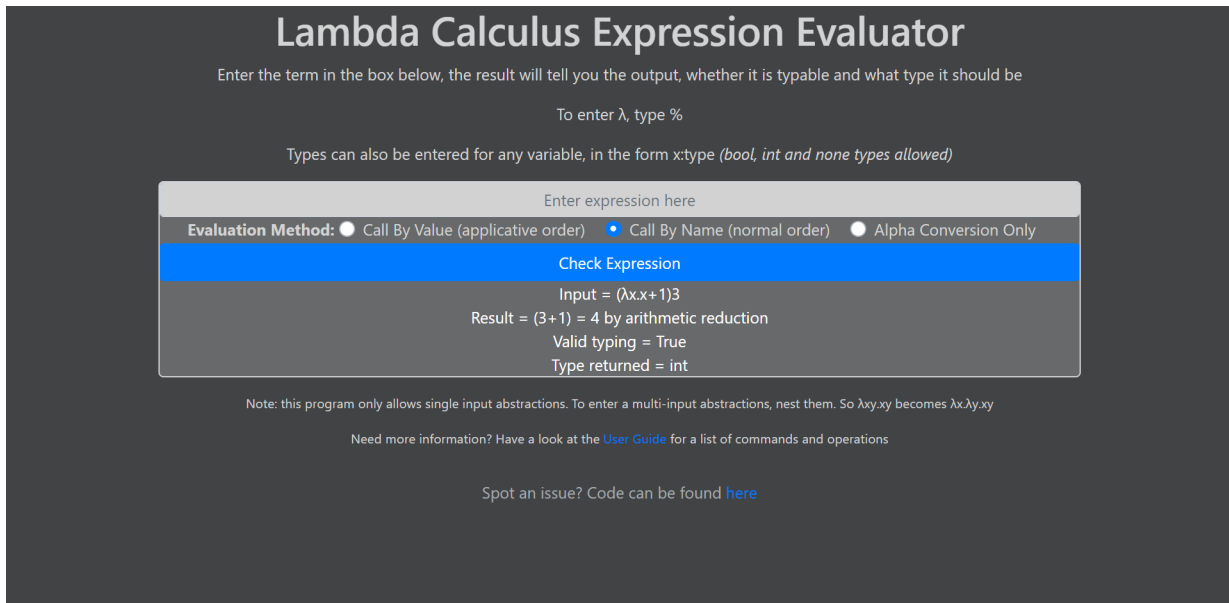 Lambda Calculus Expression Evaluator
Enter the term in the box below, the result will tell you the output, whether it is typable and what type it should be
To enter λ, type %
Types can also be entered for any variable, in the form x:type (bool, int and none types allowed)
Enter expression here
Evaluation Method: Call By Value (applicative order) Call By Name (normal order) Alpha Conversion Only
Check Expression
Input = (λx.x+1)3
Result = (3+1) = 4 by arithmetic reduction
Valid typing = True
Type returned = int
Note: this program only allows single input abstractions. To enter a multi-input abstractions, nest them. So λxy.xy becomes λx.λy.xy
Need more information? Have a look at the User Guide for a list of commands and operations
Spot an issue? Code can be found here